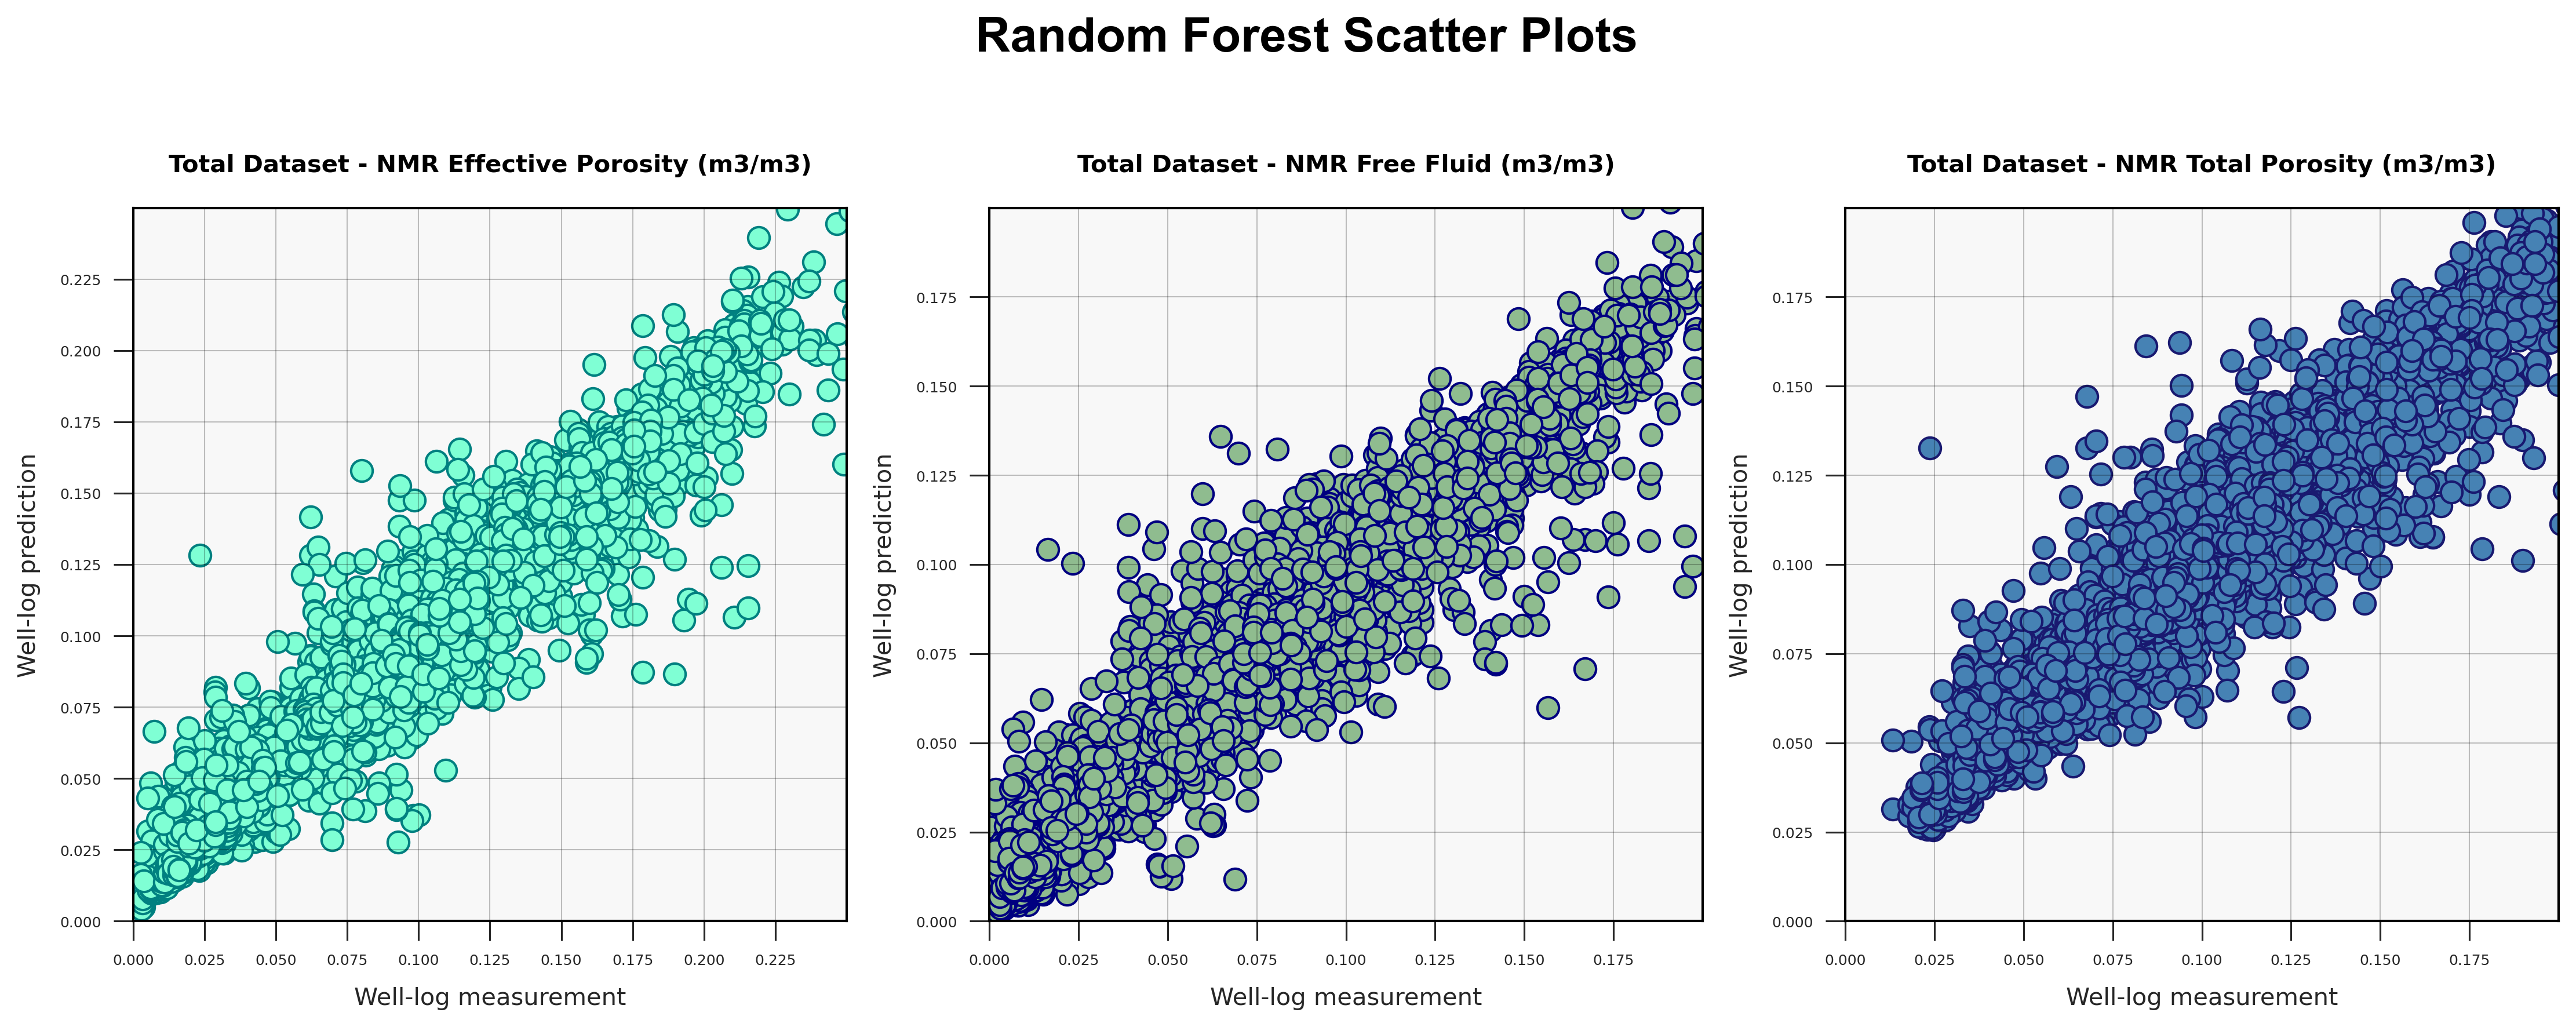 Random Forest Scatter Plots
Total Dataset - NMR Effective Porosity (m3/m3)
Well-log prediction
0.225
0.200
0.175
0.150
0.125
0.100
0.075
0.050
0.025
0.000
0.000 0.025 0.050 0.075 0.100 0.125 0.150 0.175 0.200 0.225
Well-log measurement
Total Dataset - NMR Free Fluid (m3/m3)
Well-log prediction
0.175
0.150
0.125
0.100
0.075
0.050
0.025
0.000
0.000 0.025 0.050 0.075 0.100 0.125 0.150 0.175
Well-log measurement
Total Dataset - NMR Total Porosity (m3/m3)
Well-log prediction
0.175
0.150
0.125
0.100
0.075
0.050
0.025
0.000
0.000 0.025 0.050 0.075 0.100 0.125 0.150 0.175
Well-log measurement